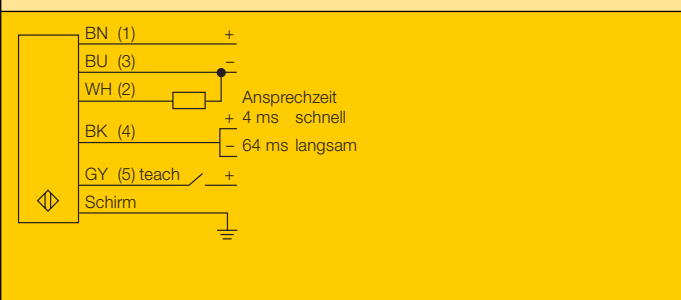 BN (1) +
BU (3) –
WH (2)
Ansprechzeit
+ 4 ms schnell
BK (4)
– 64 ms langsam
GY (5) teach +
Schirm